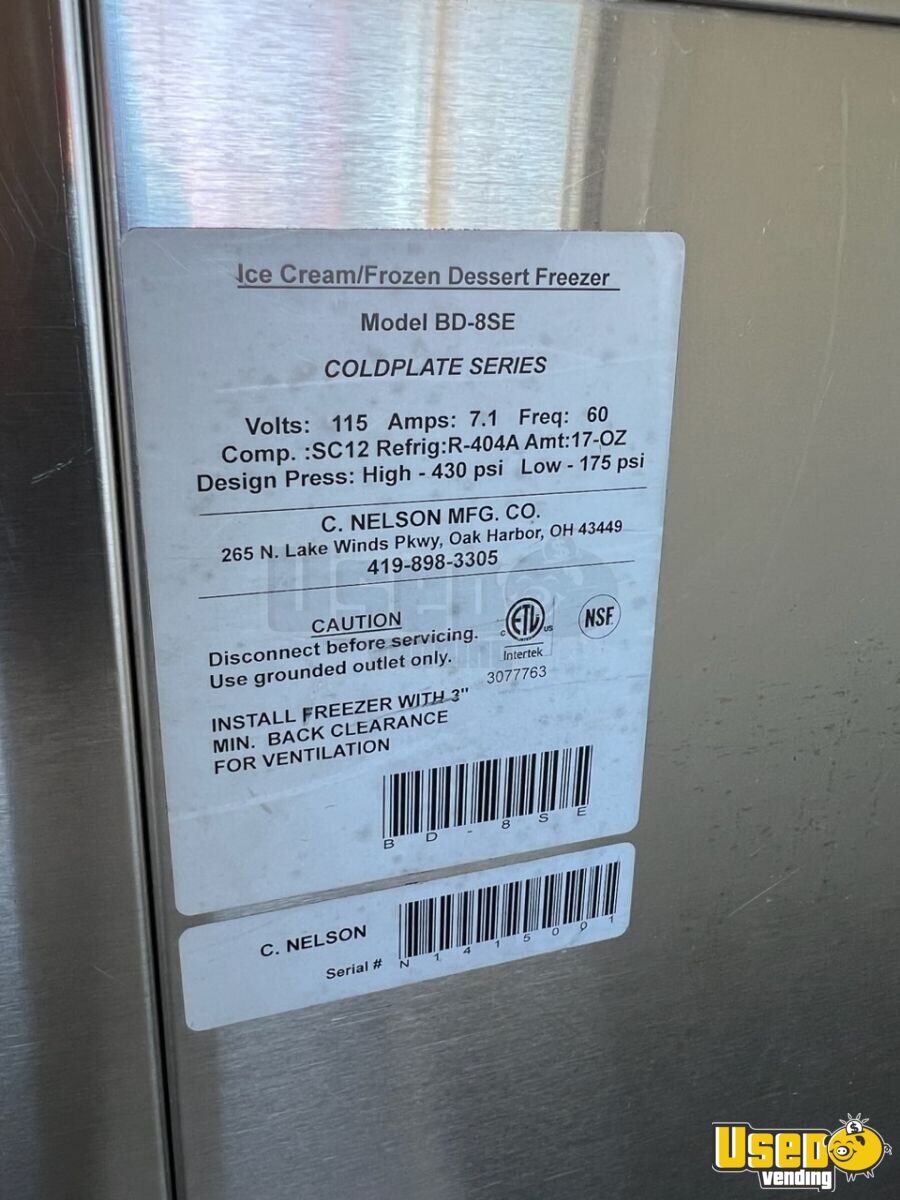 Ice Cream/Frozen Dessert Freezer
Model BD-8SE
COLDPLATE SERIES
Volts: 115 Amps: 7.1 Freq: 60
Comp. :SC12 Refrig:R-404A Amt:17-OZ
Design Press: High - 430 psi Low - 175 psi
C. NELSON MFG. CO.
265 N. Lake Winds Pkwy, Oak Harbor, OH 43449
419-898-3305
CAUTION
Disconnect before servicing.
Use grounded outlet only.
C ETL US
Intertek
3077763
NSF
INSTALL FREEZER WITH 3"
MIN. BACK CLEARANCE
FOR VENTILATION
BD-8SE
C. NELSON
Serial # N1415001
USED
Vending